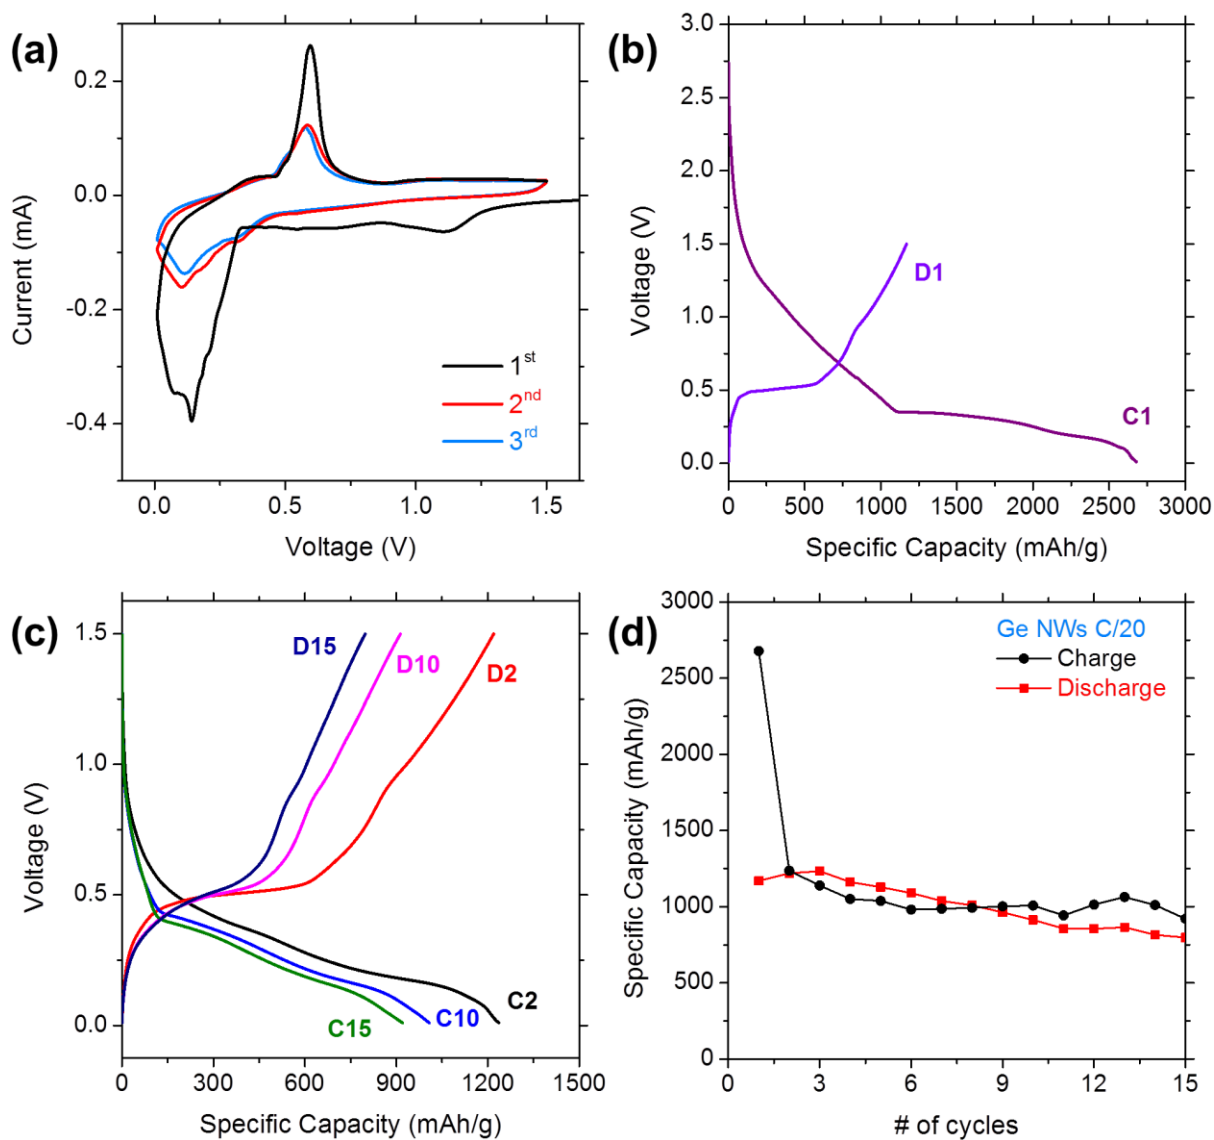 (a)
0.2
0.0
-0.2
-0.4
Current (mA)
1st
2nd
3rd
0.0
0.5
1.0
1.5
Voltage (V)
(b)
3.0
2.5
2.0
1.5
1.0
0.5
0.0
Voltage (V)
D1
C1
0
500
1000
1500
2000
2500
3000
Specific Capacity (mAh/g)
(c)
1.5
1.0
0.5
0.0
Voltage (V)
D15
D10
D2
C15
C10
C2
0
300
600
900
1200
1500
Specific Capacity (mAh/g)
(d)
3000
2500
2000
1500
1000
500
0
Specific Capacity (mAh/g)
Ge NWs C/20
Charge
Discharge
0
3
6
9
12
15
# of cycles